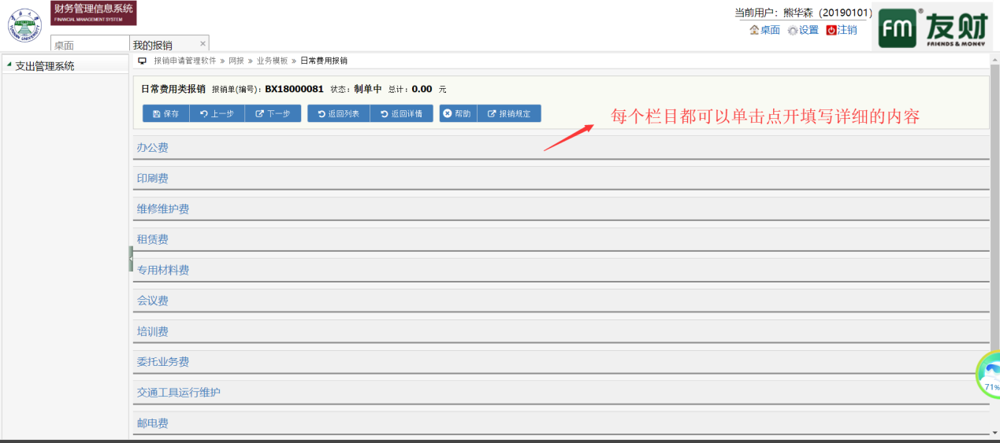 财务管理信息系统
FINANCIAL MANAGEMENT SYSTEM
YUNNAN UNIVERSITY
当前用户：熊华森（20190101）
桌面 设置 注销
fm® 友财
FRIENDS & MONEY
桌面 我的报销 ×
支出管理系统
报销申请管理软件 » 网报 » 业务模板 » 日常费用报销
日常费用类报销 报销单(编号)：BX18000081 状态：制单中 总计：0.00 元
保存 上一步 下一步 返回列表 返回详情 帮助 报销规定
每个栏目都可以单击点开填写详细的内容
办公费
印刷费
维修维护费
租赁费
专用材料费
会议费
培训费
委托业务费
71%
交通工具运行维护
邮电费